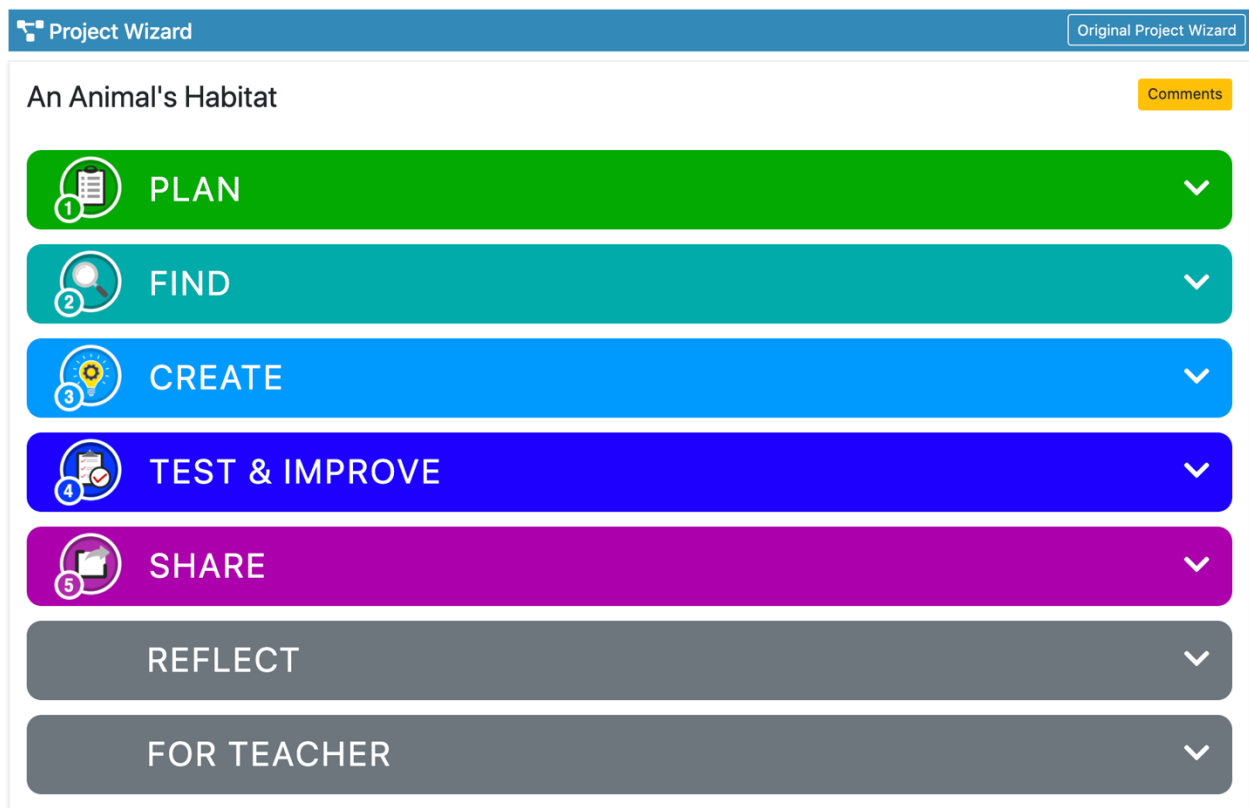 Project Wizard
Original Project Wizard
An Animal's Habitat
Comments
1
PLAN
2
FIND
3
CREATE
4
TEST & IMPROVE
5
SHARE
REFLECT
FOR TEACHER